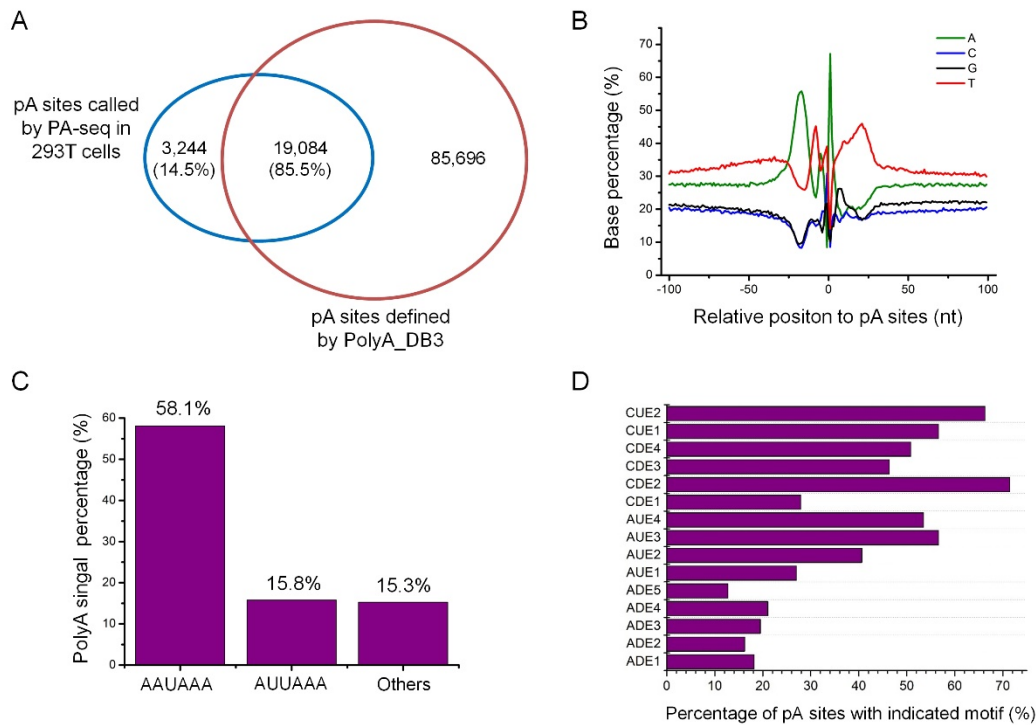 A
pA sites called
by PA-seq in
293T cells
3,244
(14.5%)
19,084
(85.5%)
85,696
pA sites defined
by PolyA_DB3
B
Base percentage (%)
70
60
50
40
30
20
10
0
-100
-50
0
50
100
A
C
G
T
Relative positon to pA sites (nt)
C
PolyA singal percentage (%)
60
50
40
30
20
10
0
58.1%
15.8%
15.3%
AAUAAA
AUUAAA
Others
D
CUE2
CUE1
CDE4
CDE3
CDE2
CDE1
AUE4
AUE3
AUE2
AUE1
ADE5
ADE4
ADE3
ADE2
ADE1
0
10
20
30
40
50
60
70
Percentage of pA sites with indicated motif (%)